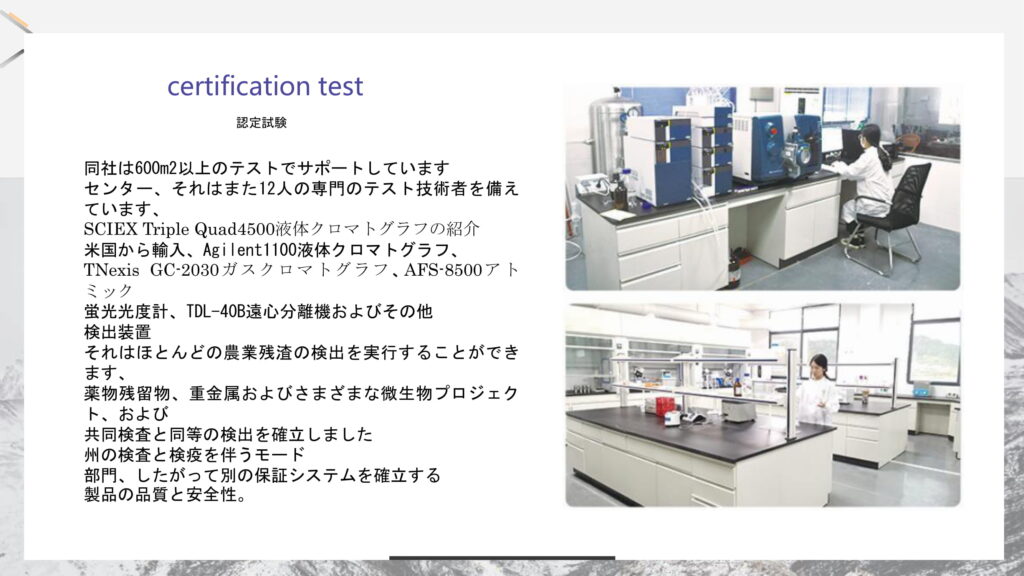 certification test
認定試験
同社は600m2以上のテストでサポートしています
センター、それはまた12人の専門のテスト技術者を備え
ています、
SCIEX Triple Quad4500液体クロマトグラフの紹介
米国から輸入、Agilent1100液体クロマトグラフ、
TNexis GC-2030ガスクロマトグラフ、AFS-8500アト
ミック
蛍光光度計、TDL-40B遠心分離機およびその他
検出装置
それはほとんどの農業残渣の検出を実行することができ
ます、
薬物残留物、重金属およびさまざまな微生物プロジェク
ト、および
共同検査と同等の検出を確立しました
州の検査と検疫を伴うモード
部門、したがって別の保証システムを確立する
製品の品質と安全性。